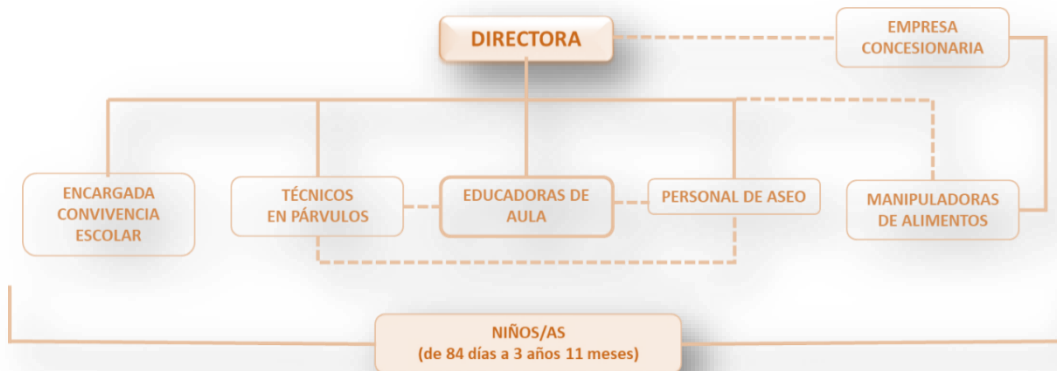 DIRECTORA
EMPRESA
CONCESIONARIA
ENCARGADA
CONVIVENCIA
ESCOLAR
TÉCNICOS
EN PÁRVULOS
EDUCADORAS DE
AULA
PERSONAL DE ASEO
MANIPULADORAS
DE ALIMENTOS
NIÑOS/AS
(de 84 días a 3 años 11 meses)